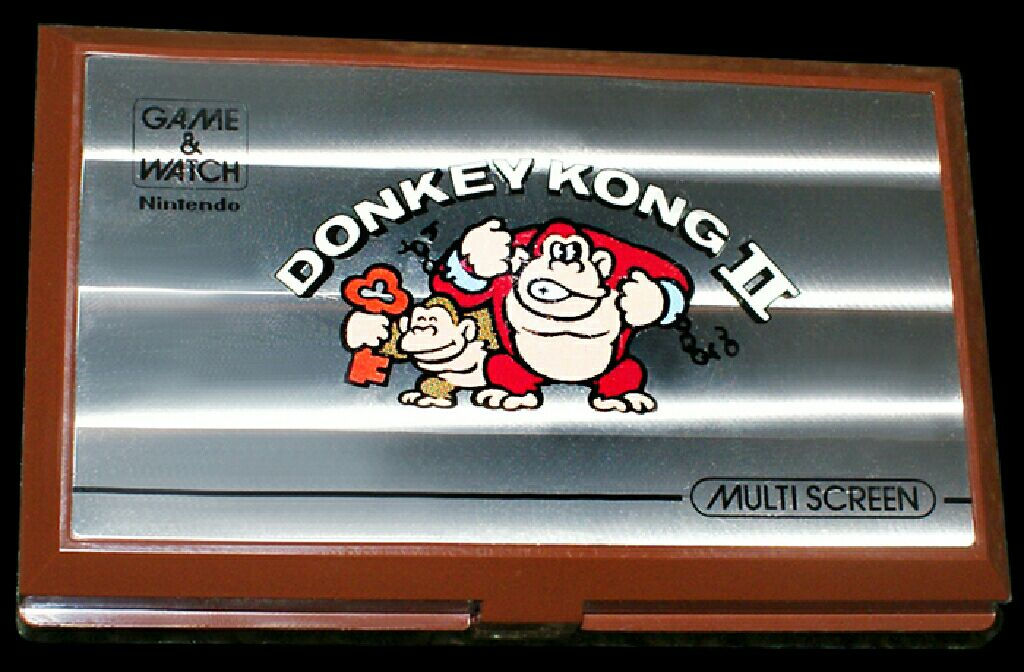 GAME
&
WATCH
Nintendo
DONKEY KONG II
MULTI SCREEN